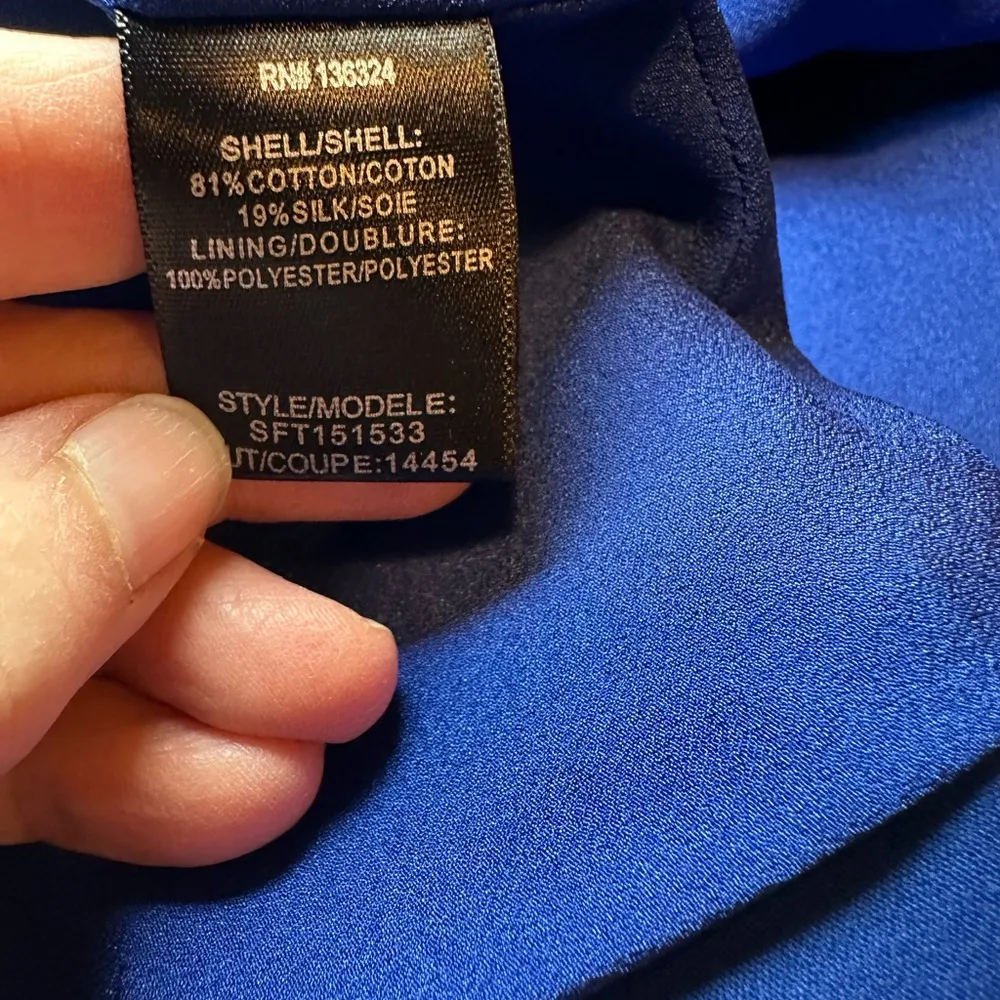 RN# 136324
SHELL/SHELL:
81%COTTON/COTON
19%SILK/SOIE
LINING/DOUBLURE:
100%POLYESTER/POLYESTER
STYLE/MODELE:
SFT151533
UT/COUPE:14454